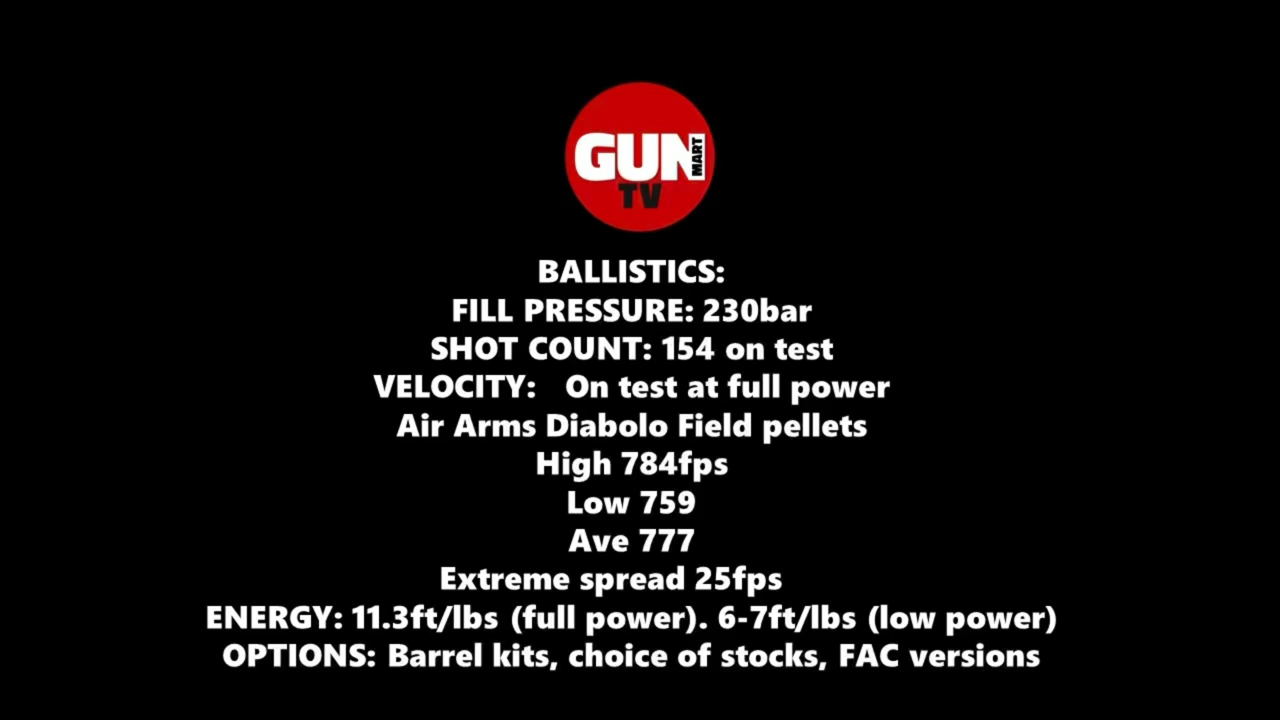 GUN
MART
TV
BALLISTICS:
FILL PRESSURE: 230bar
SHOT COUNT: 154 on test
VELOCITY: On test at full power
Air Arms Diabolo Field pellets
High 784fps
Low 759
Ave 777
Extreme spread 25fps
ENERGY: 11.3ft/lbs (full power). 6-7ft/lbs (low power)
OPTIONS: Barrel kits, choice of stocks, FAC versions